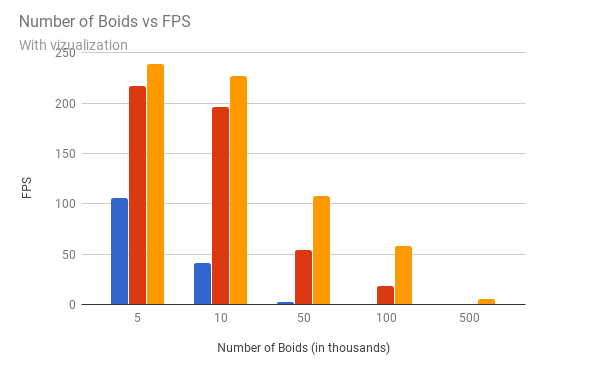 Number of Boids vs FPS
With vizualization
250
200
150
100
50
0
FPS
5 10 50 100 500
Number of Boids (in thousands)